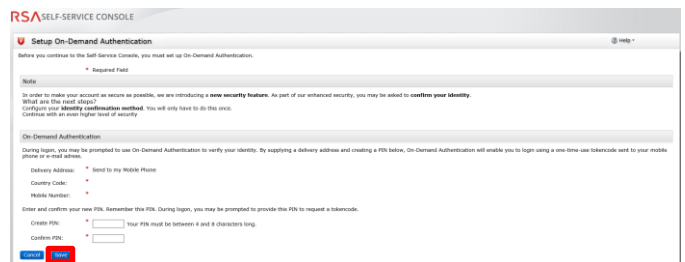 RSA SELF-SERVICE CONSOLE
Setup On-Demand Authentication
Help
Before you continue to the Self-Service Console, you must set up On-Demand Authentication.
* Required Field
Note
In order to make your account as secure as possible, we are introducing a new security feature. As part of our enhanced security, you may be asked to confirm your identity.
What are the next steps?
Configure your identity confirmation method. You will only have to do this once.
Continue with an even higher level of security
On-Demand Authentication
During logon, you may be prompted to use On-Demand Authentication to verify your identity. By supplying a delivery address and creating a PIN below, On-Demand Authentication will enable you to login using a one-time-use tokencode sent to your mobile
phone or e-mail adress.
Delivery Address: * Send to my Mobile Phone
Country Code: *
Mobile Number: *
Enter and confirm your new PIN. Remember this PIN. During logon, you may be prompted to provide this PIN to request a tokencode.
Create PIN: * Your PIN must be between 4 and 8 characters long.
Confirm PIN: *
Cancel Save